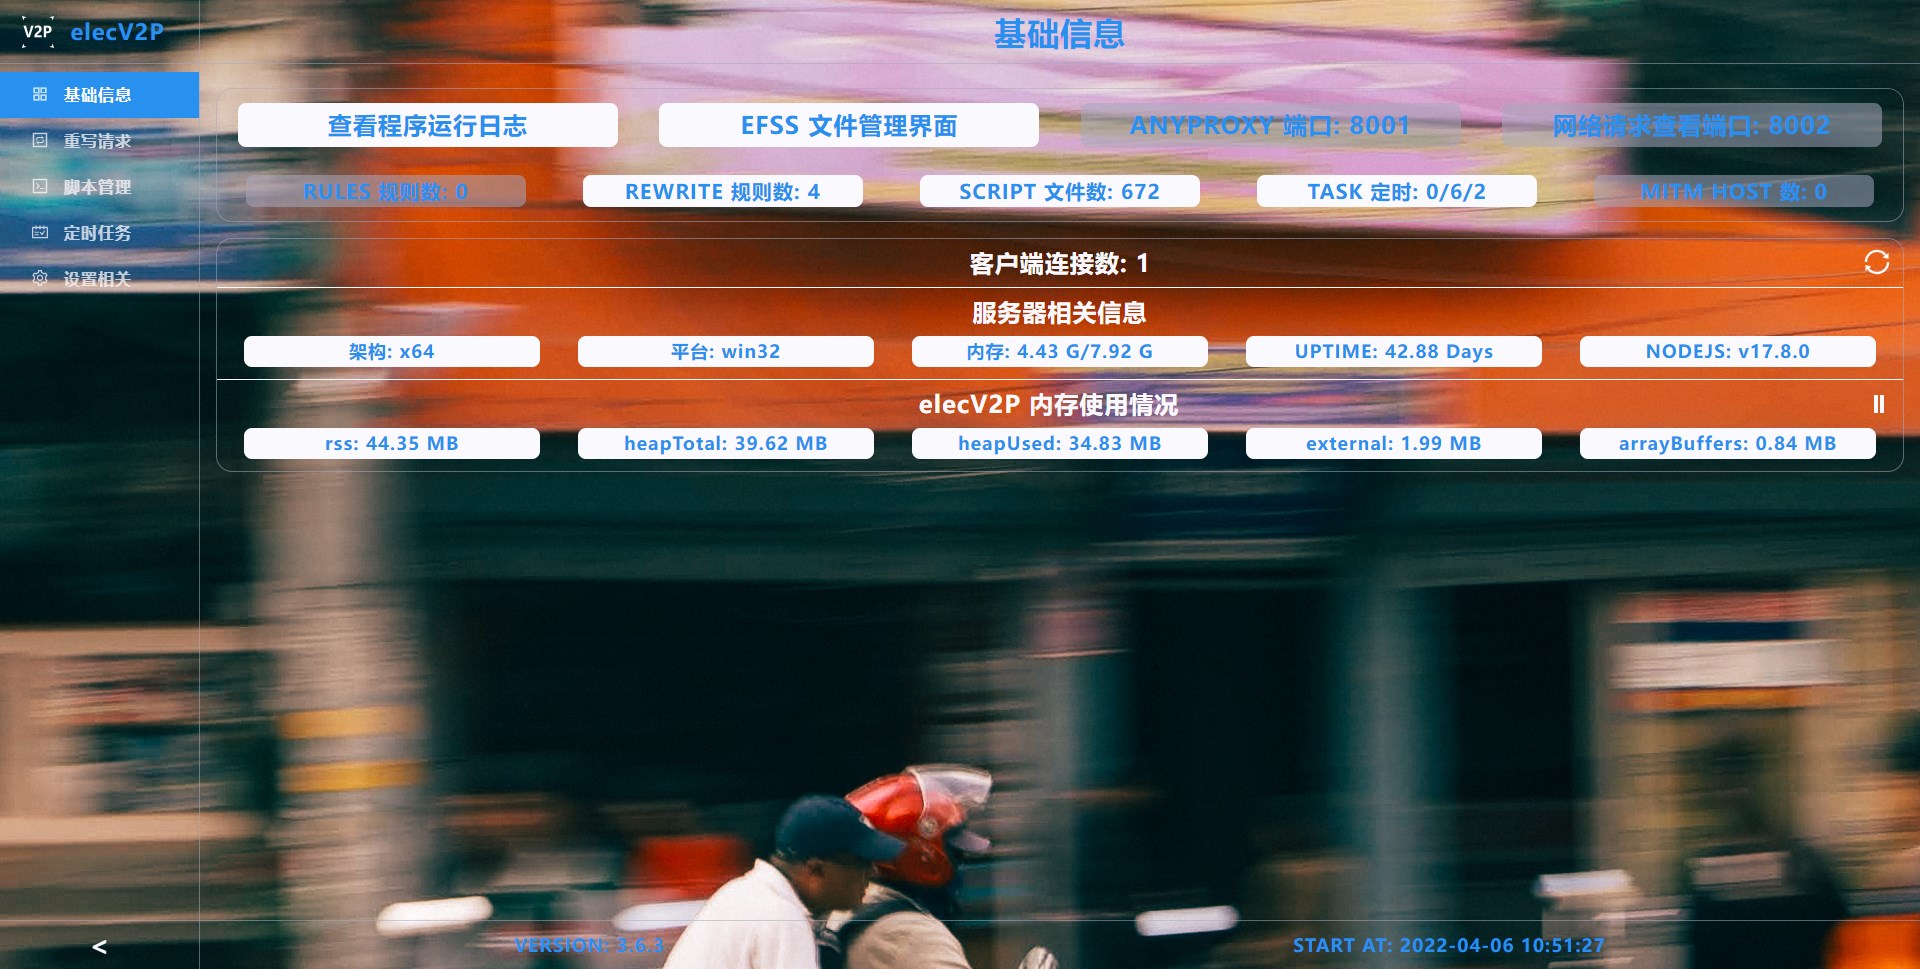 V2P elecV2P
基础信息
基础信息
重写请求
脚本管理
定时任务
设置相关
查看程序运行日志
EFSS 文件管理界面
ANYPROXY 端口: 8001
网络请求查看端口: 8002
RULES 规则数: 0
REWRITE 规则数: 4
SCRIPT 文件数: 672
TASK 定时: 0/6/2
MITM HOST 数: 0
客户端连接数: 1
服务器相关信息
架构: x64
平台: win32
内存: 4.43 G/7.92 G
UPTIME: 42.88 Days
NODEJS: v17.8.0
elecV2P 内存使用情况
rss: 44.35 MB
heapTotal: 39.62 MB
heapUsed: 34.83 MB
external: 1.99 MB
arrayBuffers: 0.84 MB
<
VERSION: 3.6.3
START AT: 2022-04-06 10:51:27